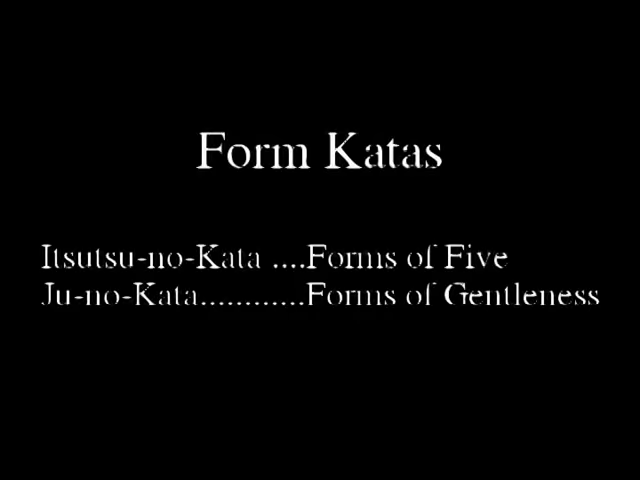 Form Katas
Itsutsu-no-Kata ....Forms of Five
Ju-no-Kata............Forms of Gentleness